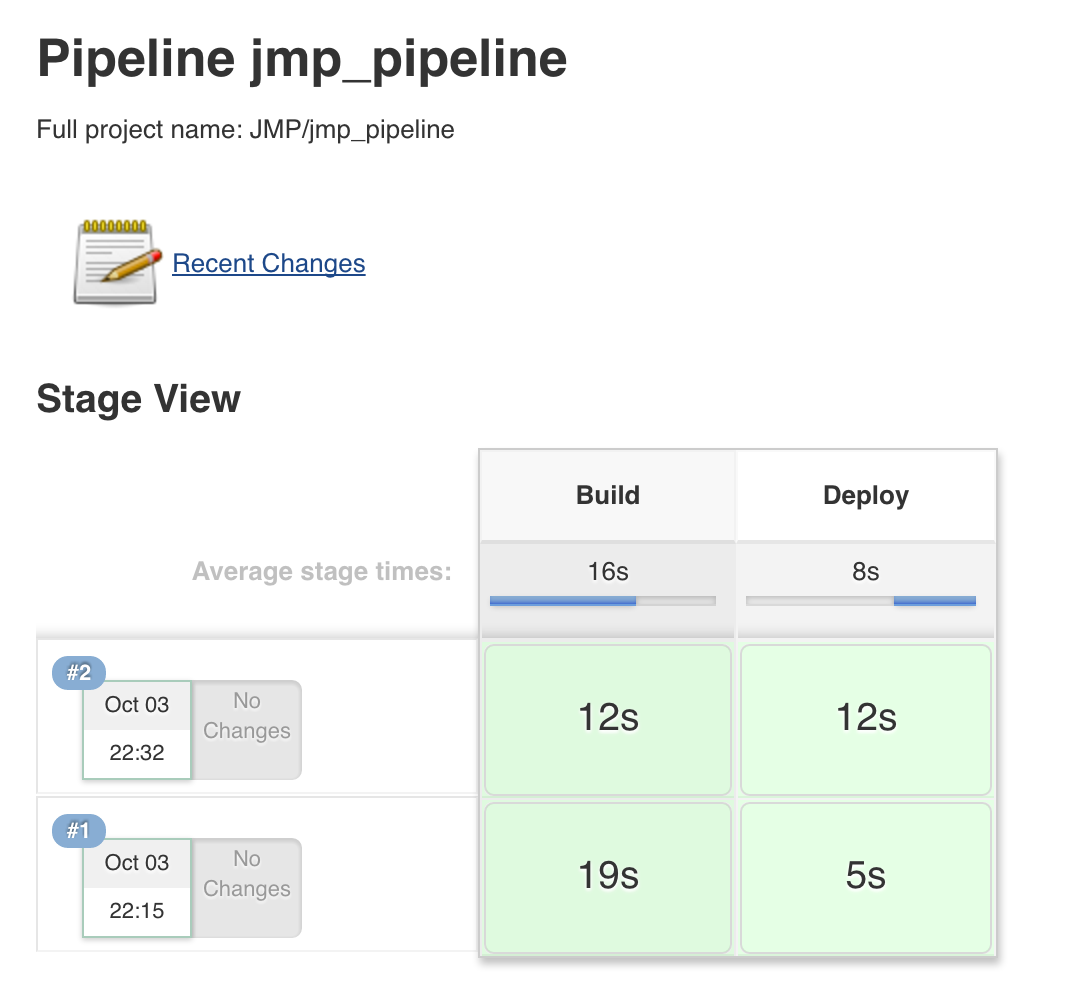 Pipeline jmp_pipeline
Full project name: JMP/jmp_pipeline
Recent Changes
Stage View
Build Deploy
Average stage times: 16s 8s
#2
Oct 03 No
Changes
22:32
12s 12s
#1
Oct 03 No
Changes
22:15
19s 5s